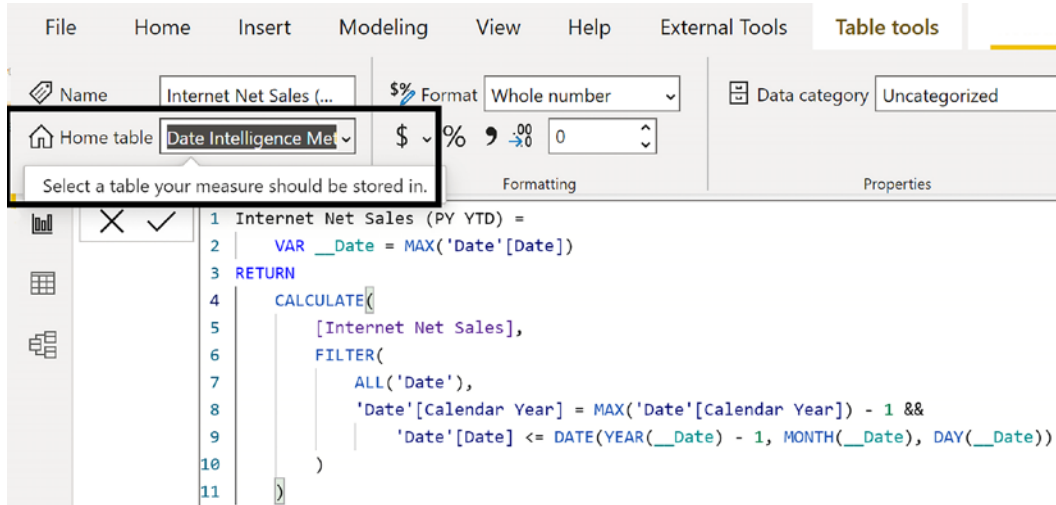 File Home Insert Modeling View Help External Tools Table tools
Name Internet Net Sales (... $% Format Whole number Data category Uncategorized
Home table Date Intelligence Met $ % 9 .00 →.0 0
Select a table your measure should be stored in. Formatting Properties
1 Internet Net Sales (PY YTD) =
2 VAR __Date = MAX('Date'[Date])
3 RETURN
4 CALCULATE(
5 [Internet Net Sales],
6 FILTER(
7 ALL('Date'),
8 'Date'[Calendar Year] = MAX('Date'[Calendar Year]) - 1 &&
9 'Date'[Date] <= DATE(YEAR(__Date) - 1, MONTH(__Date), DAY(__Date))
10 )
11 )